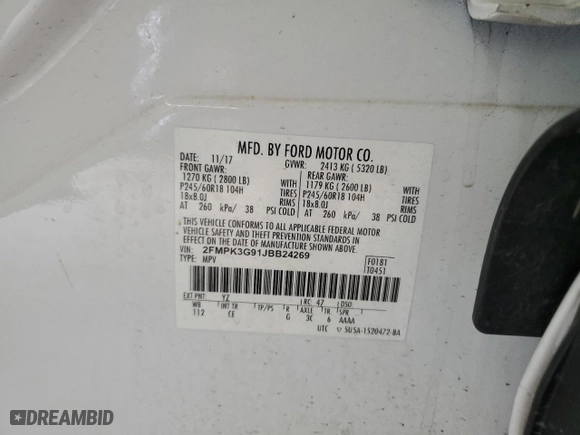 MFD. BY FORD MOTOR CO.
DATE: 11/17 GVWR: 2413 KG ( 5320 LB)
FRONT GAWR: REAR GAWR:
1270 KG ( 2800 LB) WITH 1179 KG ( 2600 LB) WITH
P245/60R18 104H TIRES P245/60R18 104H TIRES
18x8.0J RIMS 18x8.0J RIMS
AT 260 kPa/ 38 PSI COLD AT 260 kPa/ 38 PSI COLD
THIS VEHICLE CONFORMS TO ALL APPLICABLE FEDERAL MOTOR
VEHICLE SAFETY AND THEFT PREVENTION STANDARDS IN
EFFECT ON THE DATE OF MANUFACTURE SHOWN ABOVE.
VIN: 2FMPK3G91JBB24269 F0181
TYPE: MPV T0451
EXT PNT: YZ RC: 47 DSO:
WB INT TR TP/PS R AXLE TR SPR
112 CE G 3C 6 AAAA
UTC 5U5A-1520472-BA
DREAMBID